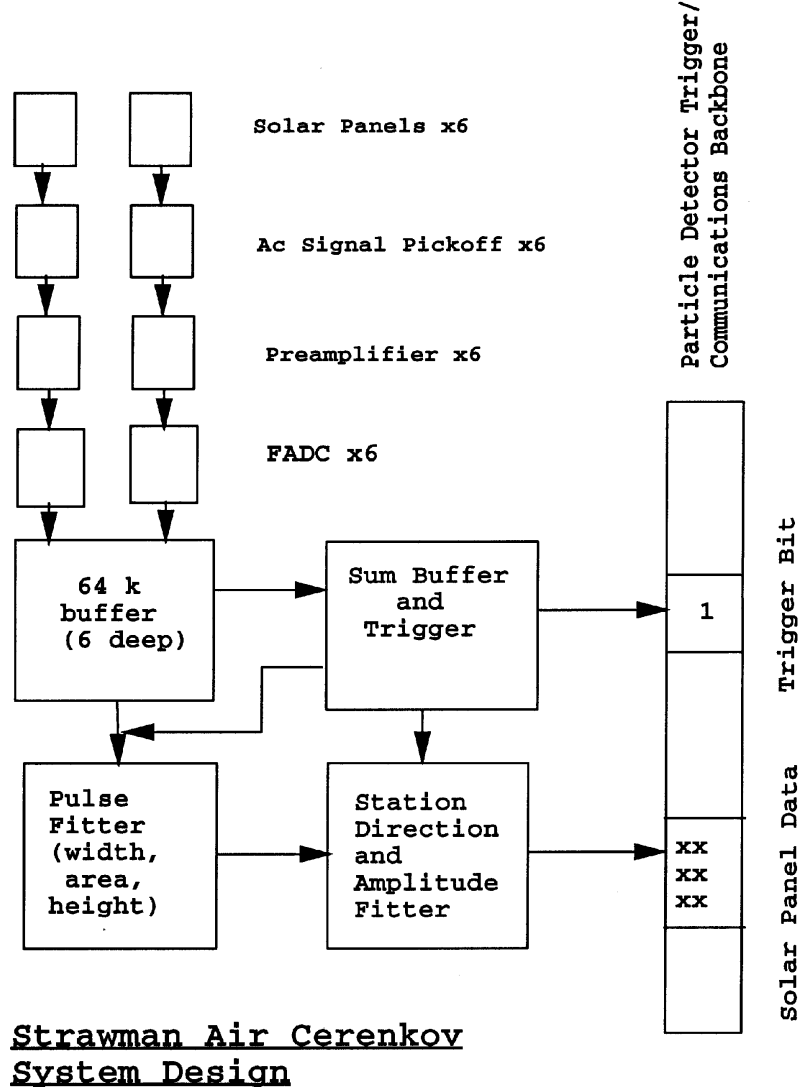 Particle Detector Trigger/
Communications Backbone
Solar Panels x6
Ac Signal Pickoff x6
Preamplifier x6
FADC x6
64 k
buffer
(6 deep)
Sum Buffer
and
Trigger
1
Trigger Bit
Pulse
Fitter
(width,
area,
height)
Station
Direction
and
Amplitude
Fitter
xx
xx
xx
Solar Panel Data
Strawman Air Cerenkov
System Design